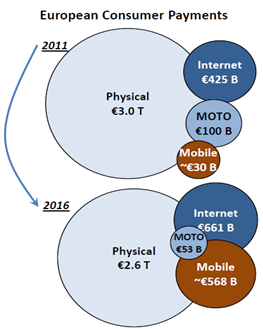 European Consumer Payments
2011
Physical
€3.0 T
Internet
€425 B
MOTO
€100 B
Mobile
~€30 B
2016
Physical
€2.6 T
Internet
€661 B
MOTO
€53 B
Mobile
~€568 B